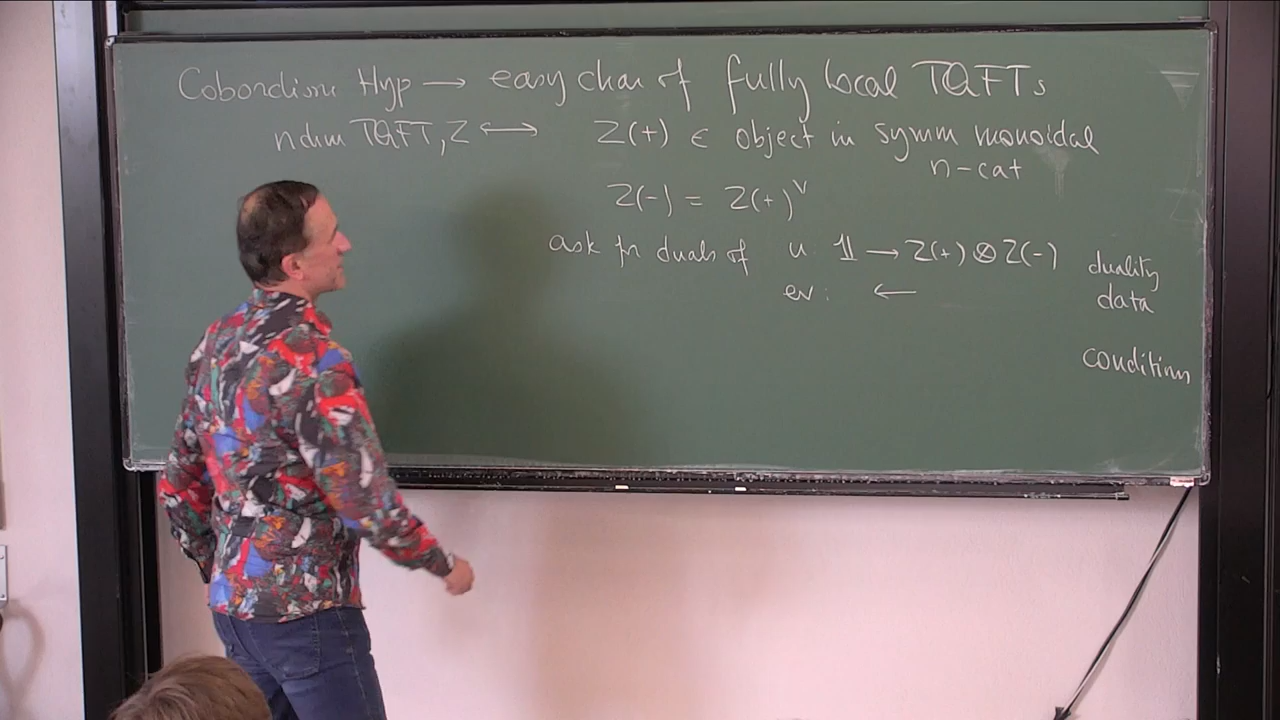 Cobordism Hyp → easy char of fully local TQFTs
n dim TQFT, Z ⟷ Z(+) ∈ object in symm monoidal
n-cat
Z(-) = Z(+)^∨
ask for duals of u: 𝟙 → Z(+) ⊗ Z(-) duality
ev: ← data
conditions